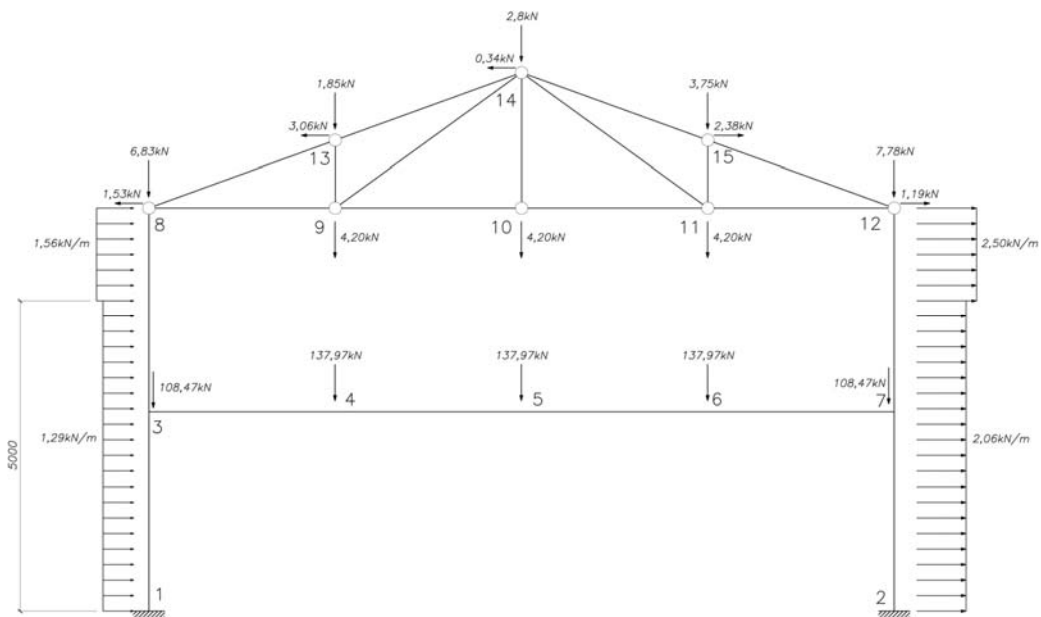 2,8kN
0,34kN
14
1,85kN
3,75kN
3,06kN
2,38kN
13
15
6,83kN
7,78kN
1,53kN
1,19kN
8
9
10
11
12
1,56kN/m
4,20kN
4,20kN
4,20kN
2,50kN/m
137,97kN
137,97kN
137,97kN
108,47kN
108,47kN
3
4
5
6
7
1,29kN/m
2,06kN/m
5000
1
2